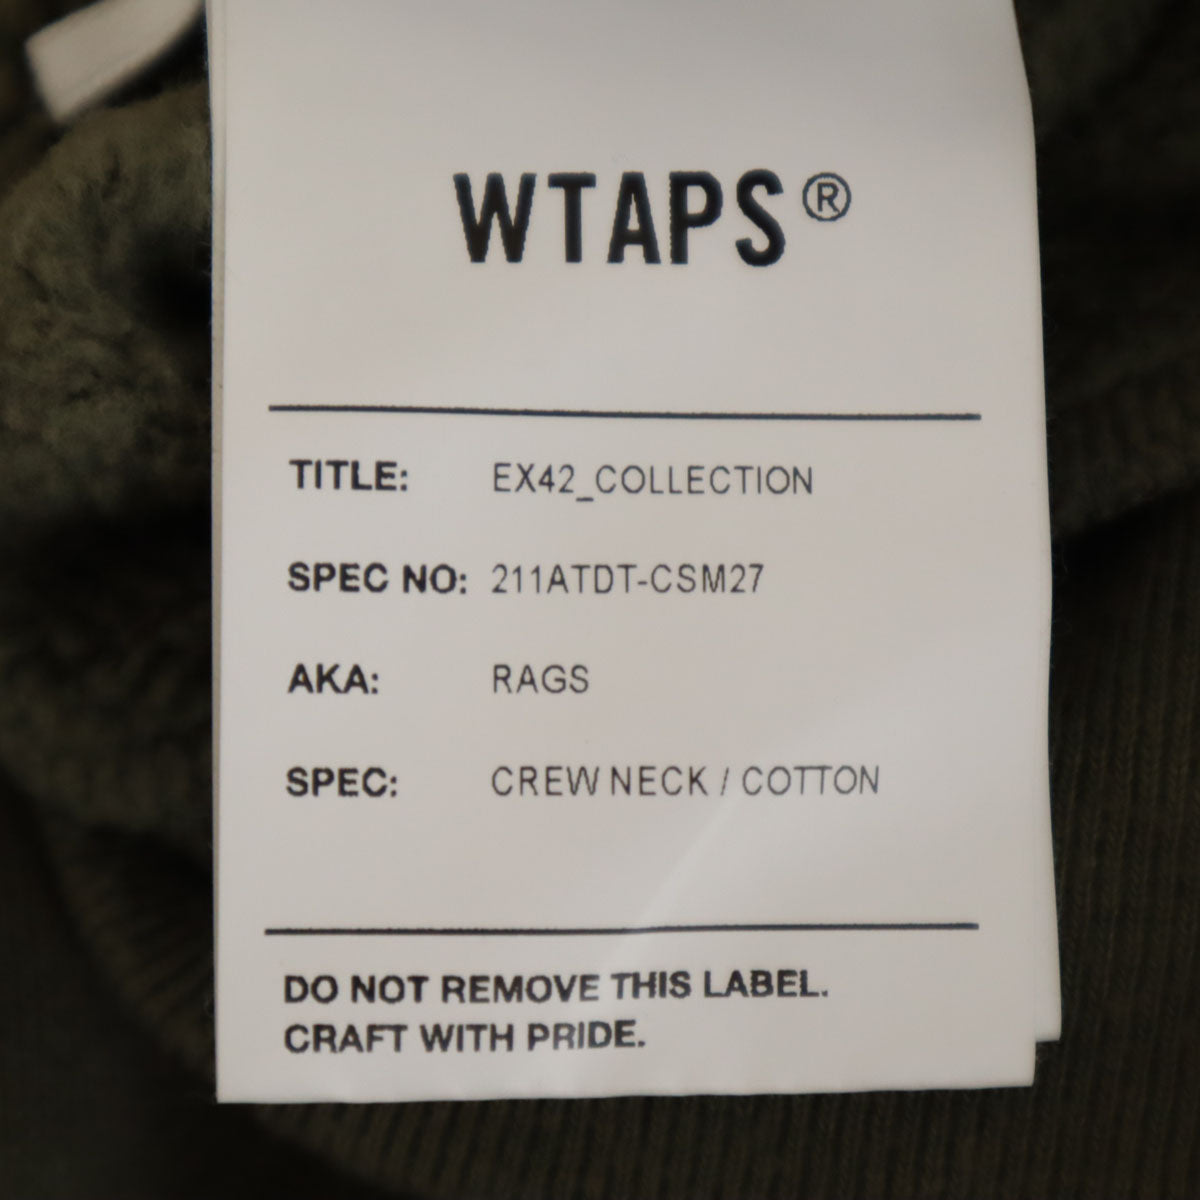 WTAPS®
TITLE: EX42_COLLECTION
SPEC NO: 211ATDT-CSM27
AKA: RAGS
SPEC: CREW NECK / COTTON
DO NOT REMOVE THIS LABEL.
CRAFT WITH PRIDE.